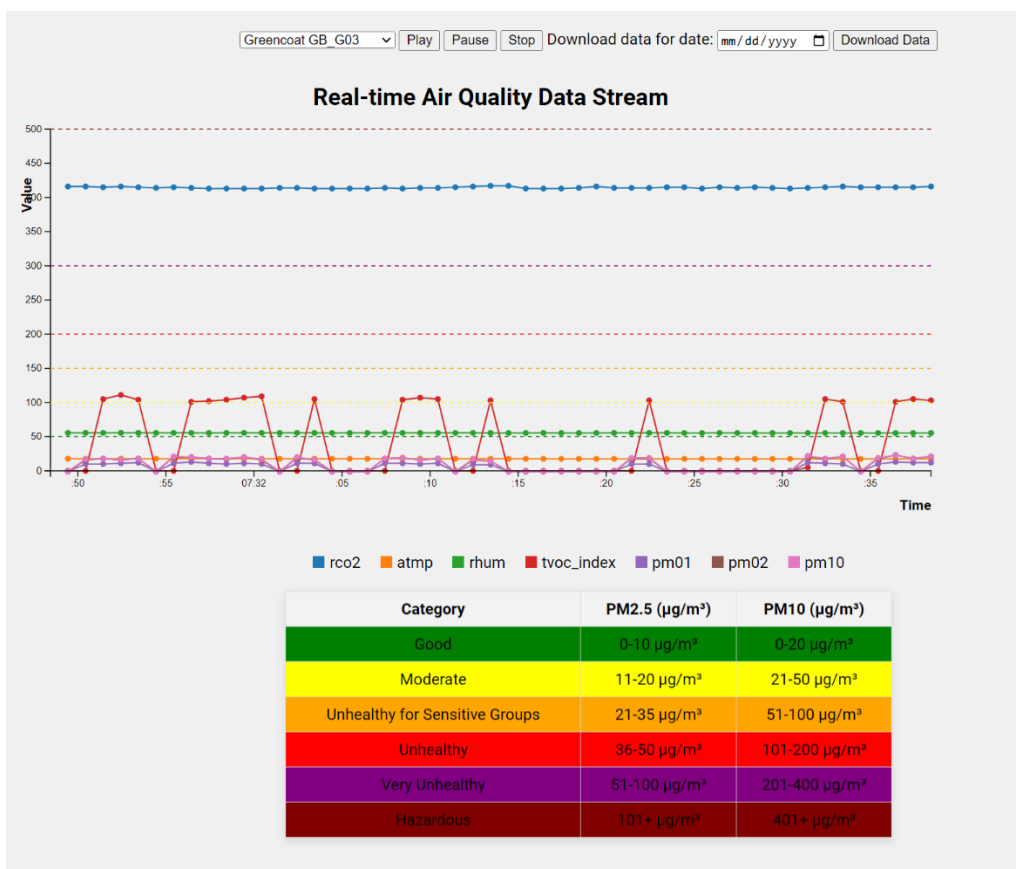 Greencoat GB_G03 Play Pause Stop Download data for date: mm/dd/yyyy Download Data
Real-time Air Quality Data Stream
500
450
Value
350
300
250
200
150
100
50
0
:50 :55 07:32 :05 :10 :15 :20 :25 :30 :35
Time
rco2 atmp rhum tvoc_index pm01 pm02 pm10
Category PM2.5 (µg/m³) PM10 (µg/m³)
Good 0-10 µg/m³ 0-20 µg/m³
Moderate 11-20 µg/m³ 21-50 µg/m³
Unhealthy for Sensitive Groups 21-35 µg/m³ 51-100 µg/m³
Unhealthy 36-50 µg/m³ 101-200 µg/m³
Very Unhealthy 51-100 µg/m³ 201-400 µg/m³
Hazardous 101+ µg/m³ 401+ µg/m³